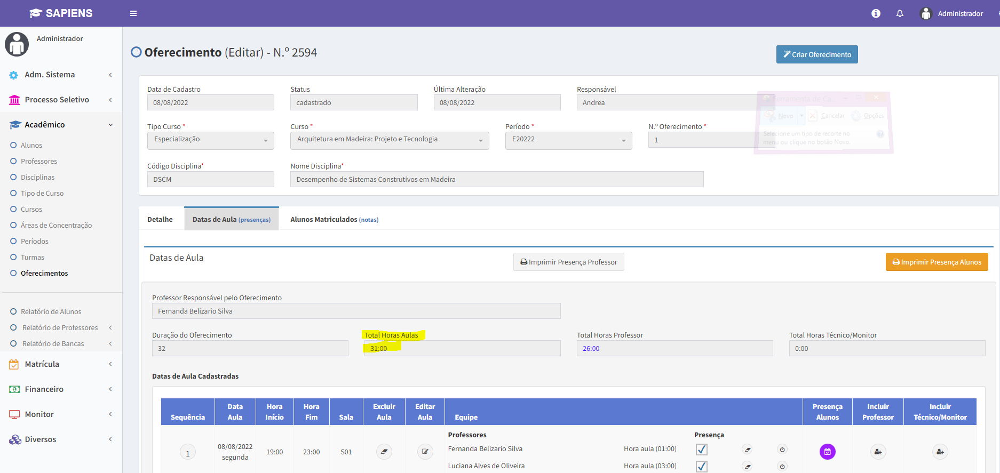 SAPIENS
Administrador
Administrador
Adm. Sistema
Processo Seletivo
Acadêmico
Alunos
Professores
Disciplinas
Tipo de Curso
Cursos
Áreas de Concentração
Períodos
Turmas
Oferecimentos
Relatório de Alunos
Relatório de Professores
Relatório de Bancas
Matrícula
Financeiro
Monitor
Diversos
Oferecimento (Editar) - N.º 2594
Criar Oferecimento
Data de Cadastro Status Última Alteração Responsável
08/08/2022 cadastrado 08/08/2022 Andrea
Tipo Curso * Curso * Período * N.º Oferecimento *
Especialização Arquitetura em Madeira: Projeto e Tecnologia E20222 1
Ferramenta de Ca...
Novo Cancelar Opções
Selecione um tipo de recorte no
menu ou clique no botão Novo.
Código Disciplina* Nome Disciplina*
DSCM Desempenho de Sistemas Construtivos em Madeira
Detalhe Datas de Aula (presenças) Alunos Matriculados (notas)
Datas de Aula Imprimir Presença Professor Imprimir Presença Alunos
Professor Responsável pelo Oferecimento
Fernanda Belizario Silva
Duração do Oferecimento Total Horas Aulas Total Horas Professor Total Horas Técnico/Monitor
32 31:00 26:00 0:00
Datas de Aula Cadastradas
Sequência Data Aula Hora Início Hora Fim Sala Excluir Aula Editar Aula Equipe Presença Alunos Incluir Professor Incluir Técnico/Monitor
Professores Presença
1 08/08/2022 segunda 19:00 23:00 S01
Fernanda Belizario Silva Hora aula (01:00)
Luciana Alves de Oliveira Hora aula (03:00)